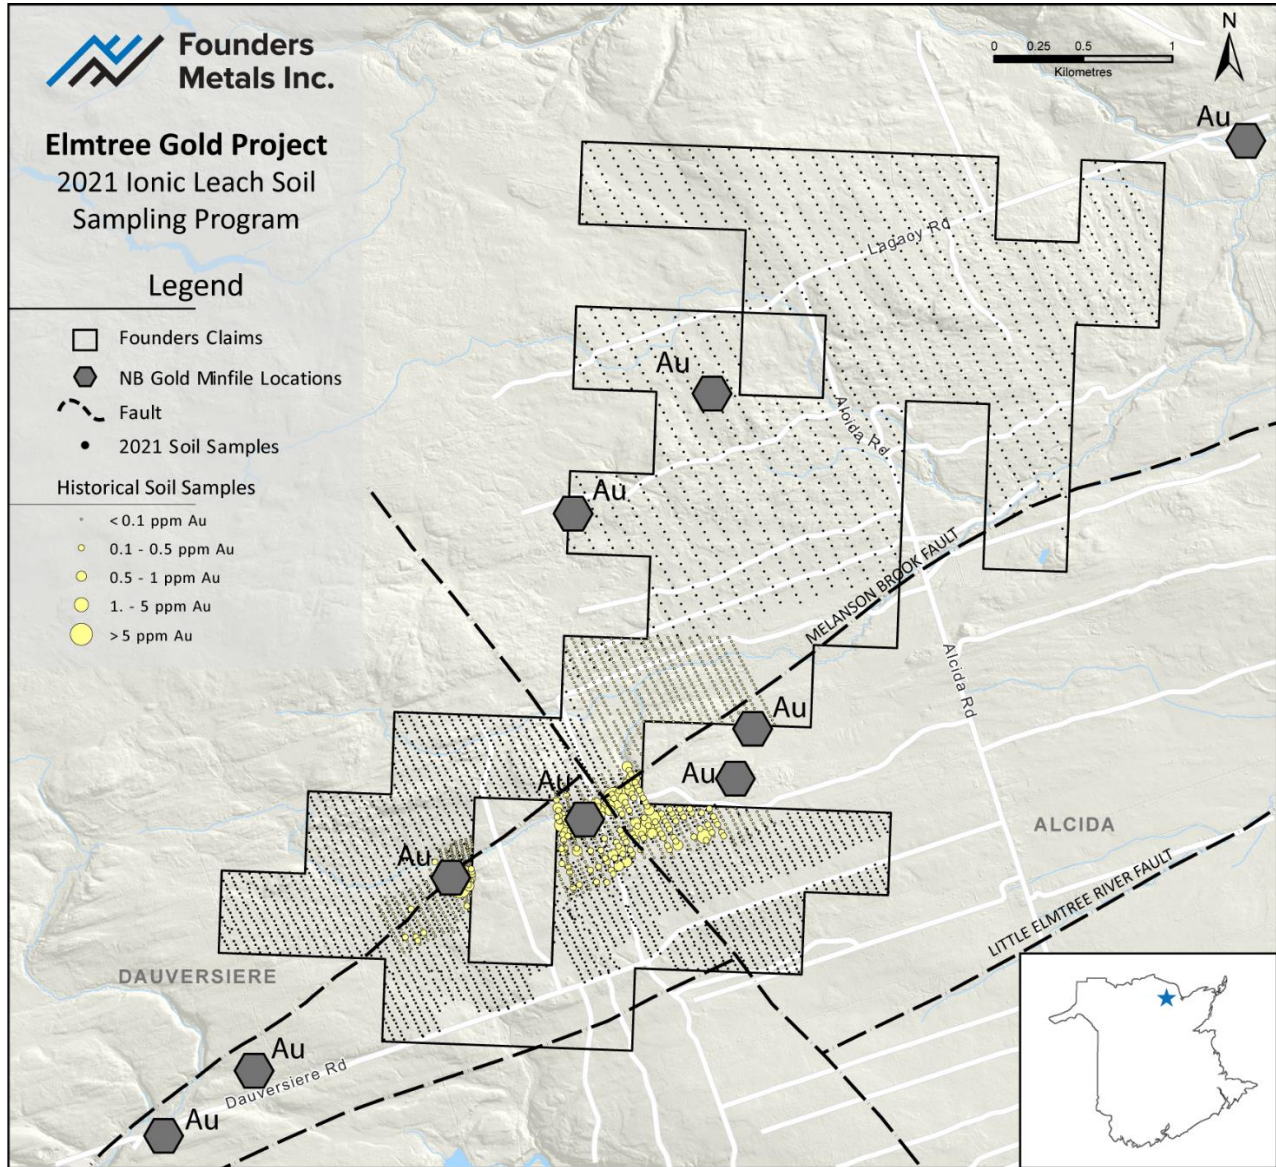 Founders
Metals Inc.
Elmtree Gold Project
2021 Ionic Leach Soil
Sampling Program
Legend
Founders Claims
NB Gold Minfile Locations
Fault
2021 Soil Samples
Historical Soil Samples
< 0.1 ppm Au
0.1 - 0.5 ppm Au
0.5 - 1 ppm Au
1. - 5 ppm Au
> 5 ppm Au
0 0.25 0.5 1
Kilometres
N
Au
Lagacy Rd
Au
Alcida Rd
Au
MELANSON BROOK FAULT
Alcida Rd
Au
Au
Au
ALCIDA
Au
LITTLE ELMTREE RIVER FAULT
DAUVERSIERE
Au
Dauversiere Rd
Au